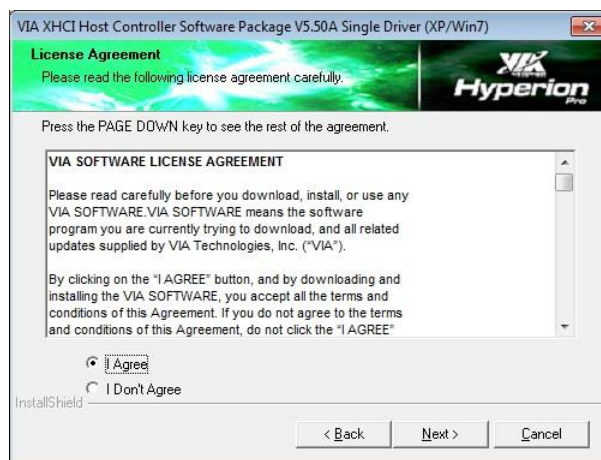 VIA XHCI Host Controller Software Package V5.50A Single Driver (XP/Win7)
License Agreement
Please read the following license agreement carefully.
VIA
Hyperion
Pro
Press the PAGE DOWN key to see the rest of the agreement.
VIA SOFTWARE LICENSE AGREEMENT
Please read carefully before you download, install, or use any
VIA SOFTWARE.VIA SOFTWARE means the software
program you are currently trying to download, and all related
updates supplied by VIA Technologies, Inc. (“VIA”).
By clicking on the “I AGREE” button, and by downloading and
installing the VIA SOFTWARE, you accept all the terms and
conditions of this Agreement. If you do not agree to the terms
and conditions of this Agreement, do not click the “I AGREE”
I Agree
I Don't Agree
InstallShield
< Back Next > Cancel